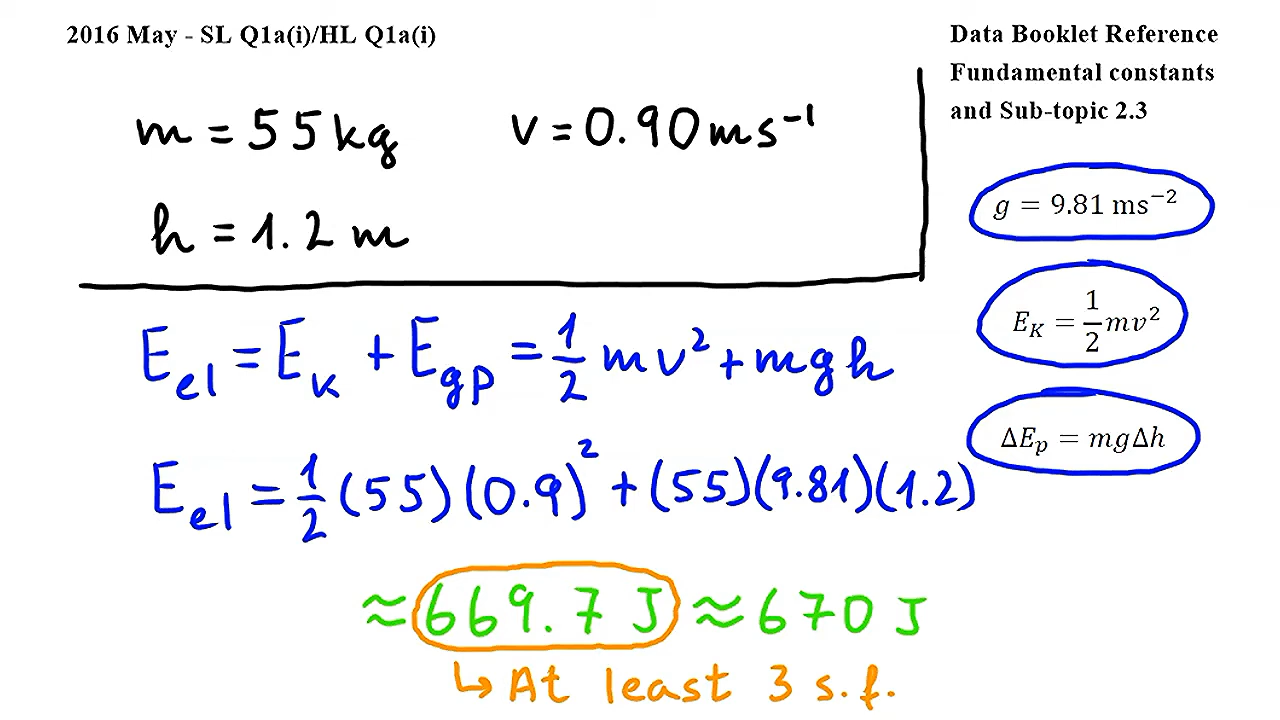 2016 May - SL Q1a(i)/HL Q1a(i)
m = 55 kg v = 0.90 ms⁻¹
h = 1.2 m
Data Booklet Reference
Fundamental constants
and Sub-topic 2.3
g = 9.81 ms⁻²
E_K = 1/2 mv²
ΔE_p = mgΔh
E_el = E_K + E_gp = 1/2 mv² + mgh
E_el = 1/2 (55)(0.9)² + (55)(9.81)(1.2)
≈ 669.7 J ≈ 670 J
↳ At least 3 s.f.